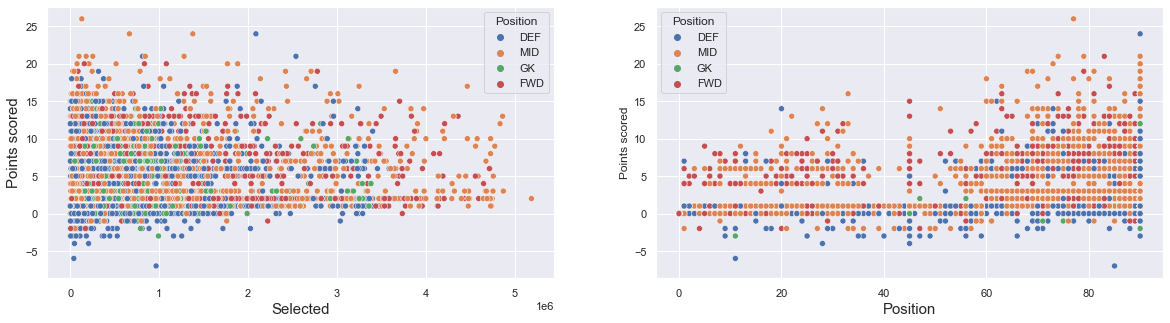 Position
DEF
MID
GK
FWD
25
20
15
10
5
0
−5
Points scored
0
1
2
3
4
5
1e6
Selected
Position
DEF
MID
GK
FWD
25
20
15
10
5
0
−5
Points scored
0
20
40
60
80
Position